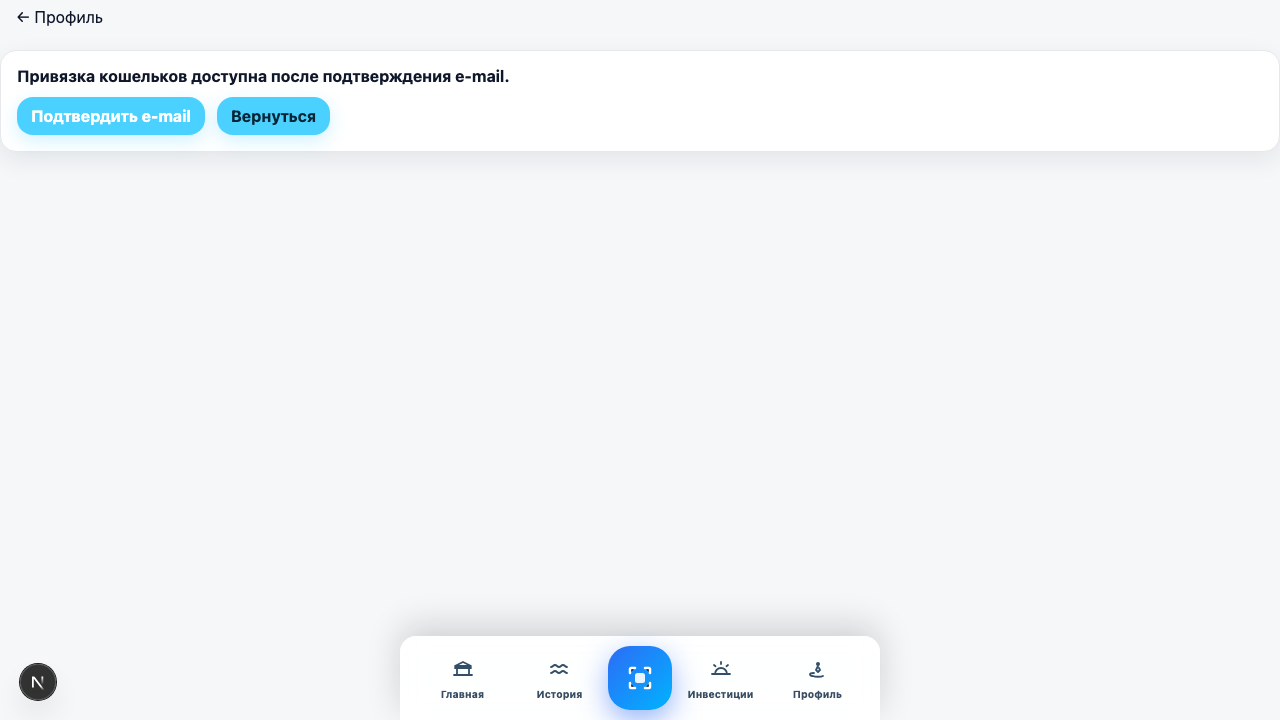 ← Профиль
Привязка кошельков доступна после подтверждения e-mail.
Подтвердить e-mail Вернуться
N
Главная История Инвестиции Профиль